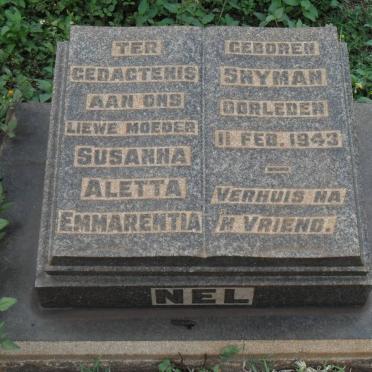 TER
GEDAGTENIS
AAN ONS
LIEWE MOEDER
SUSANNA
ALETTA
EMMARENTIA
GEBOREN
SNYMAN
OORLEDEN
11 FEB. 1943
—
VERHUIS NA
'N VRIEND.
NEL